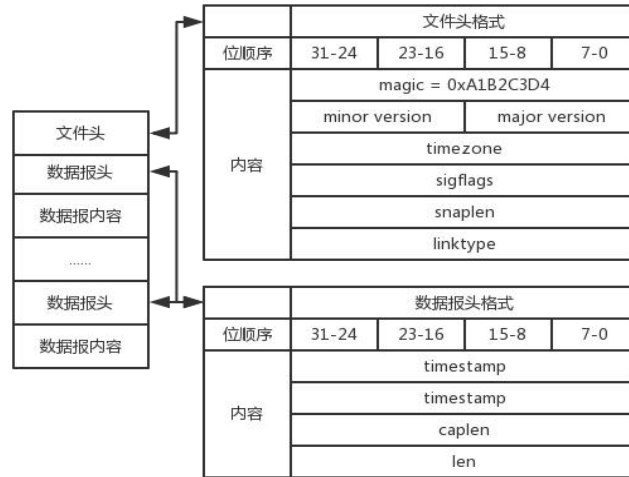 文件头
数据报头
数据报内容
......
数据报头
数据报内容
文件头格式
位顺序 31-24 23-16 15-8 7-0
内容
magic = 0xA1B2C3D4
minor version major version
timezone
sigflags
snaplen
linktype
数据报头格式
位顺序 31-24 23-16 15-8 7-0
内容
timestamp
timestamp
caplen
len